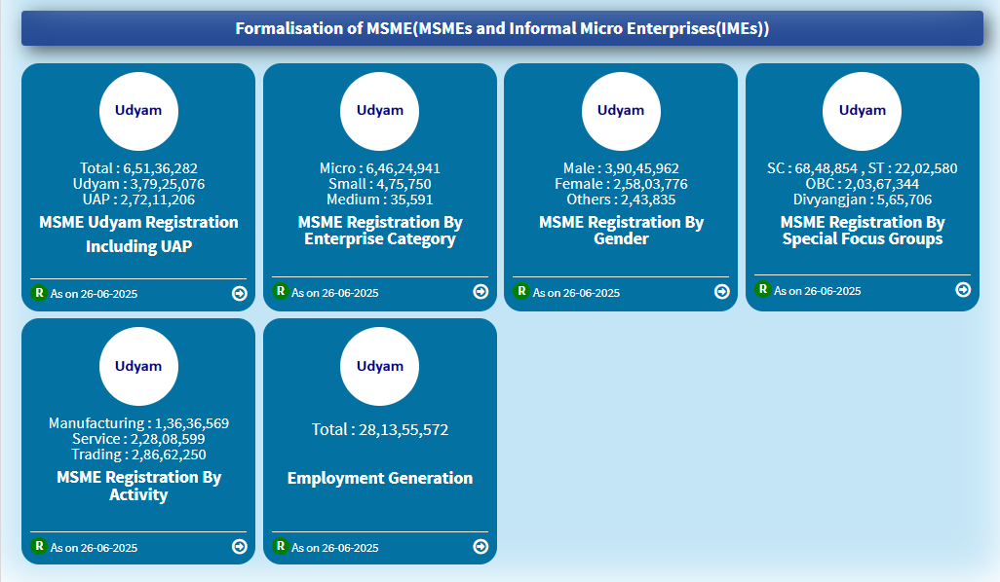 Formalisation of MSME(MSMEs and Informal Micro Enterprises(IMEs))
Udyam
Total : 6,51,36,282
Udyam : 3,79,25,076
UAP : 2,72,11,206
MSME Udyam Registration
Including UAP
R As on 26-06-2025
Udyam
Micro : 6,46,24,941
Small : 4,75,750
Medium : 35,591
MSME Registration By
Enterprise Category
R As on 26-06-2025
Udyam
Male : 3,90,45,962
Female : 2,58,03,776
Others : 2,43,835
MSME Registration By
Gender
R As on 26-06-2025
Udyam
SC : 68,48,854 , ST : 22,02,580
OBC : 2,03,67,344
Divyangjan : 5,65,706
MSME Registration By
Special Focus Groups
R As on 26-06-2025
Udyam
Manufacturing : 1,36,36,569
Service : 2,28,08,599
Trading : 2,86,62,250
MSME Registration By
Activity
R As on 26-06-2025
Udyam
Total : 28,13,55,572
Employment Generation
R As on 26-06-2025